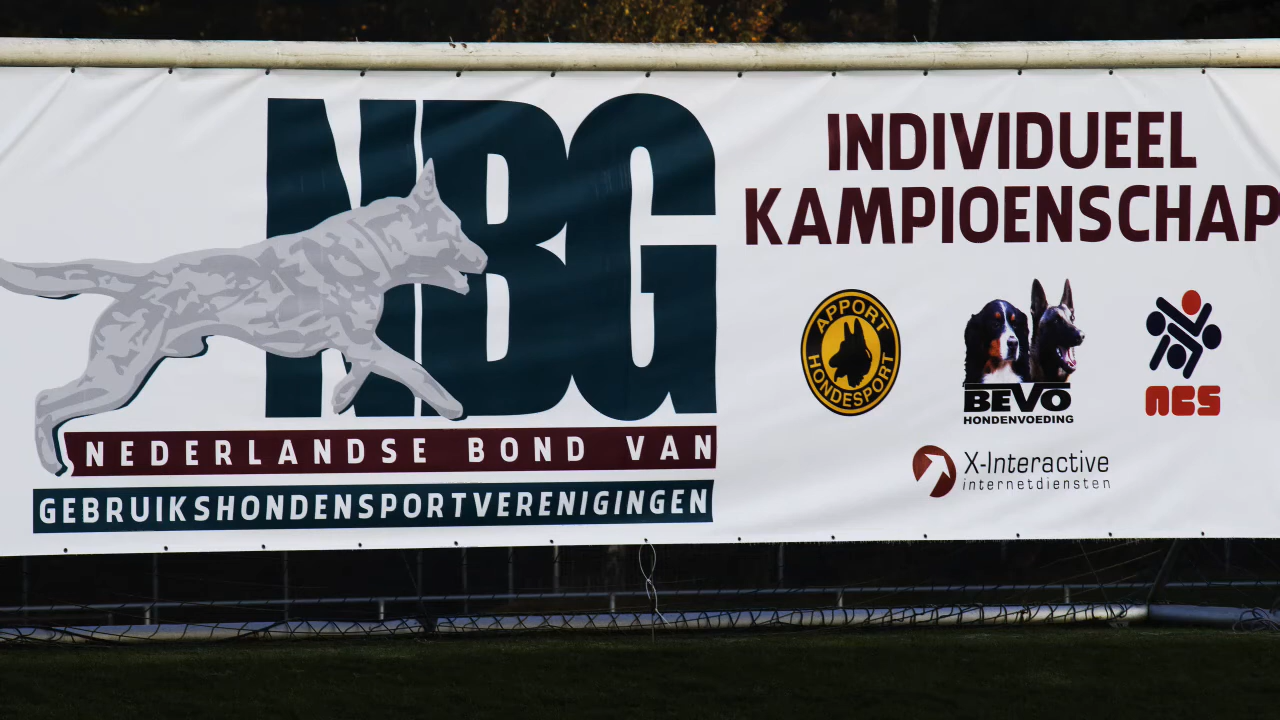 NBG
NEDERLANDSE BOND VAN
GEBRUIKSHONDENSPORTVERENIGINGEN
INDIVIDUEEL
KAMPIOENSCHAP
APPORT
HONDESPORT
BEVO
HONDENVOEDING
NCS
X-Interactive
internetdiensten